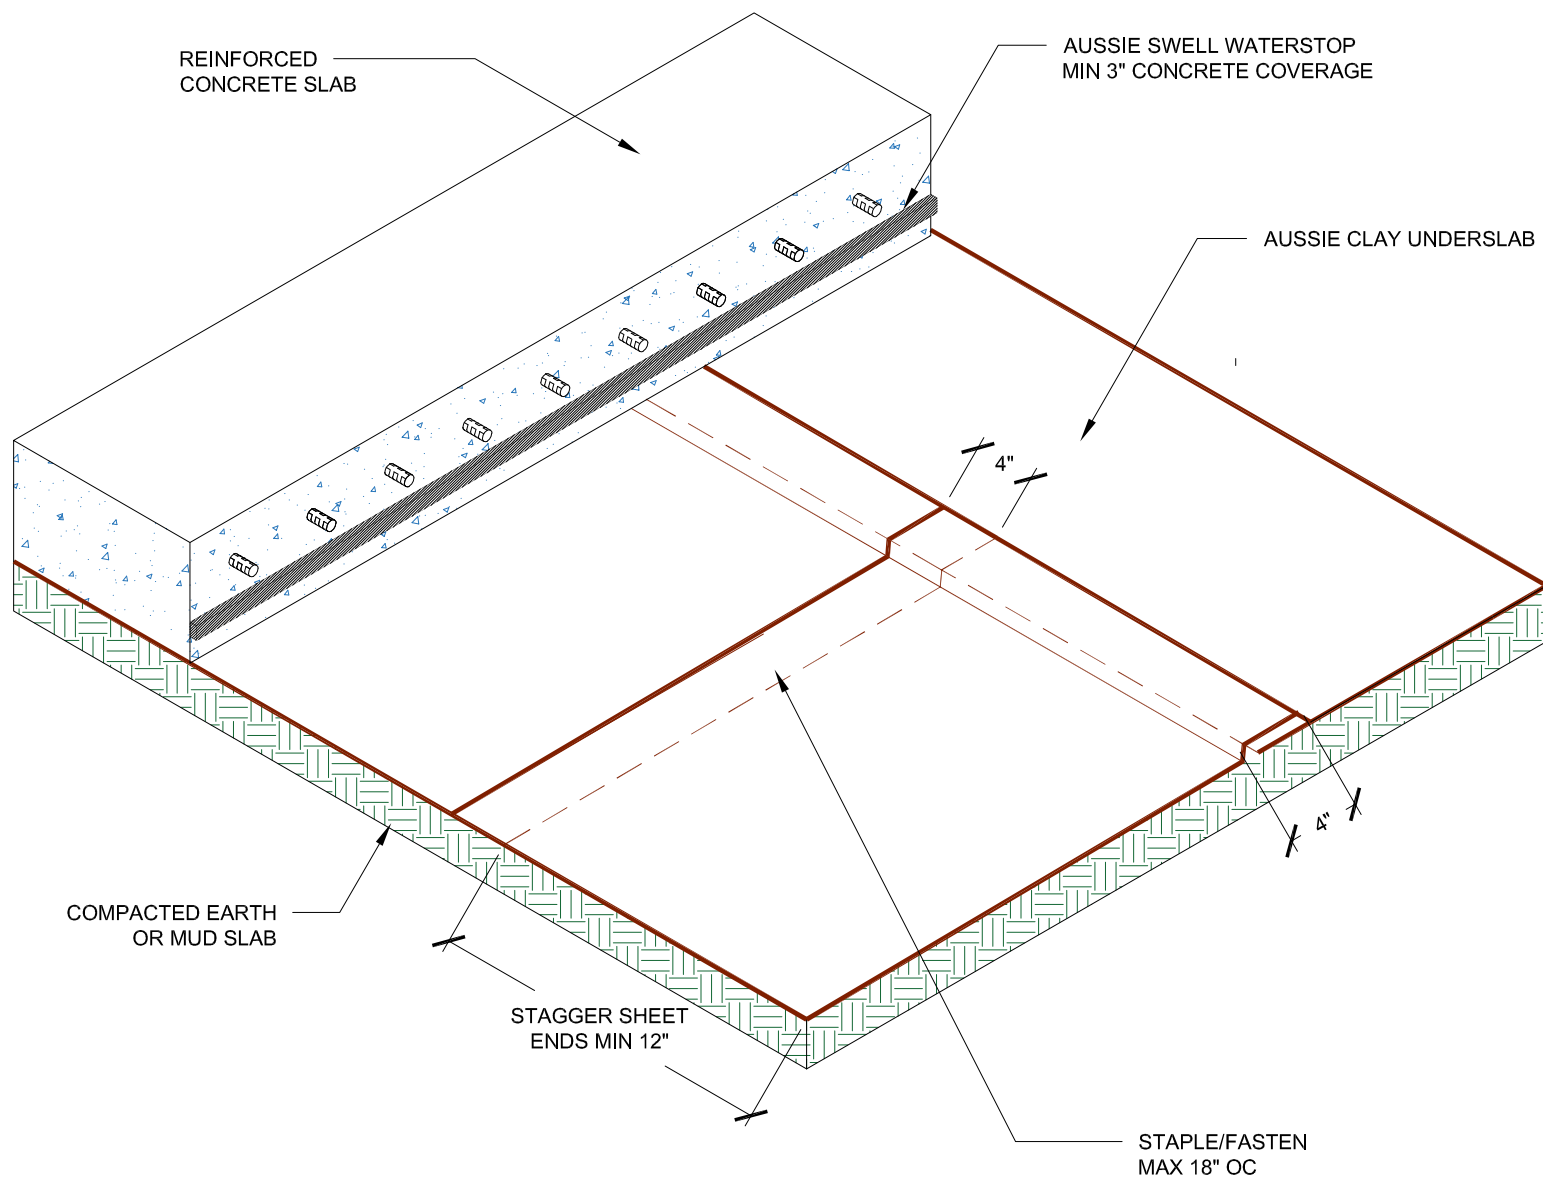 REINFORCED
CONCRETE SLAB
AUSSIE SWELL WATERSTOP
MIN 3" CONCRETE COVERAGE
AUSSIE CLAY UNDERSLAB
4"
4"
COMPACTED EARTH
OR MUD SLAB
STAGGER SHEET
ENDS MIN 12"
STAPLE/FASTEN
MAX 18" OC